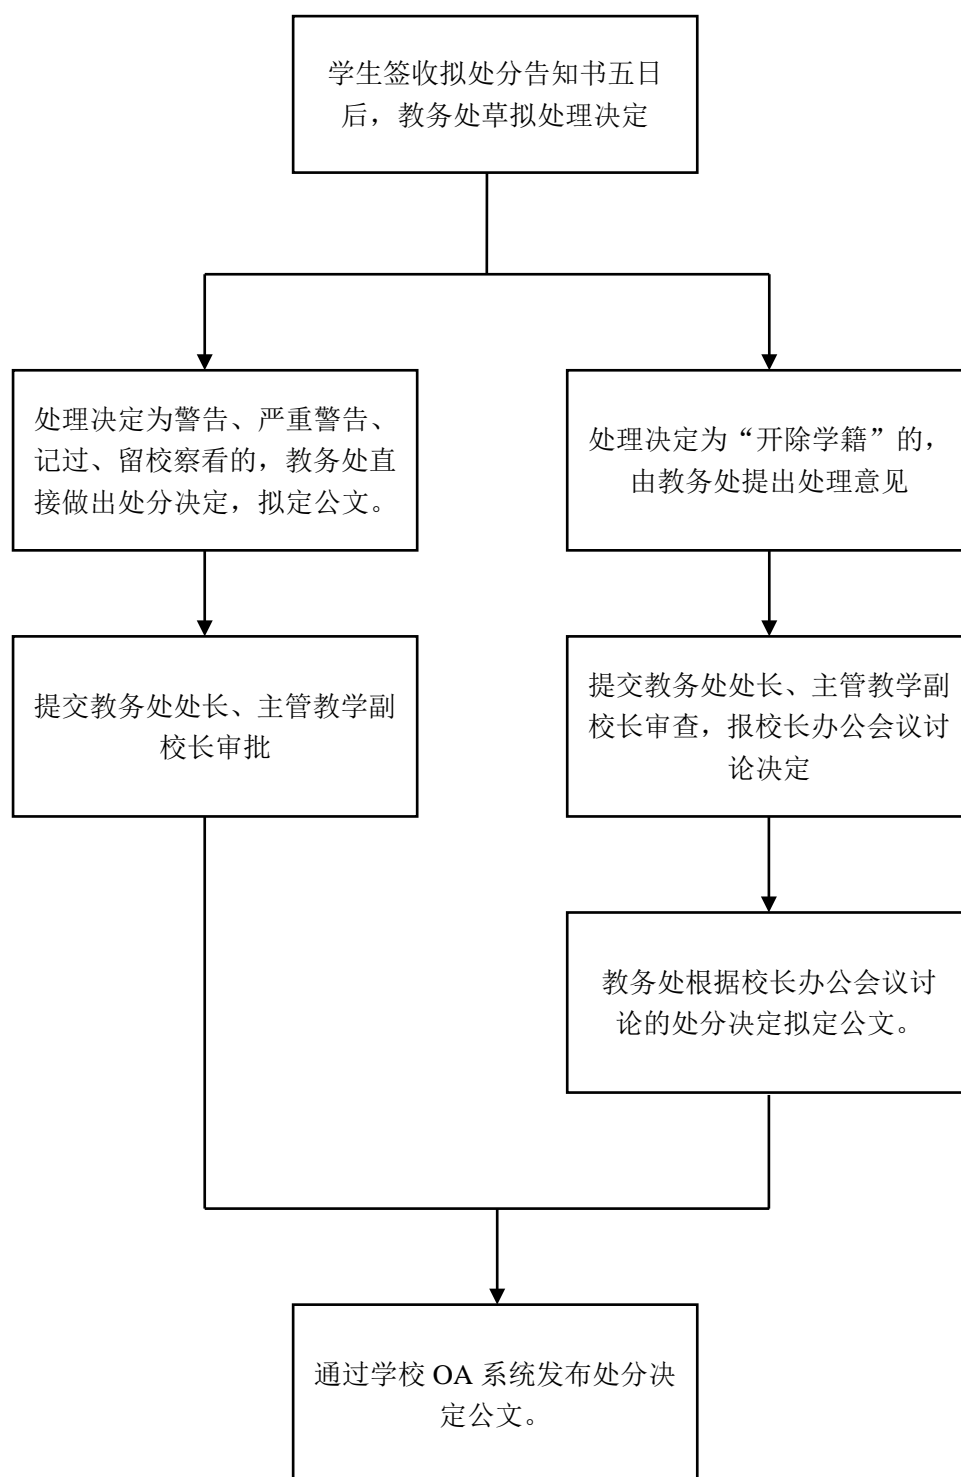 学生签收拟处分告知书五日
后，教务处草拟处理决定
处理决定为警告、严重警告、
记过、留校察看的，教务处直
接做出处分决定，拟定公文。
处理决定为“开除学籍”的，
由教务处提出处理意见
提交教务处处长、主管教学副
校长审批
提交教务处处长、主管教学副
校长审查，报校长办公会议讨
论决定
教务处根据校长办公会议讨
论的处分决定拟定公文。
通过学校 OA 系统发布处分决
定公文。